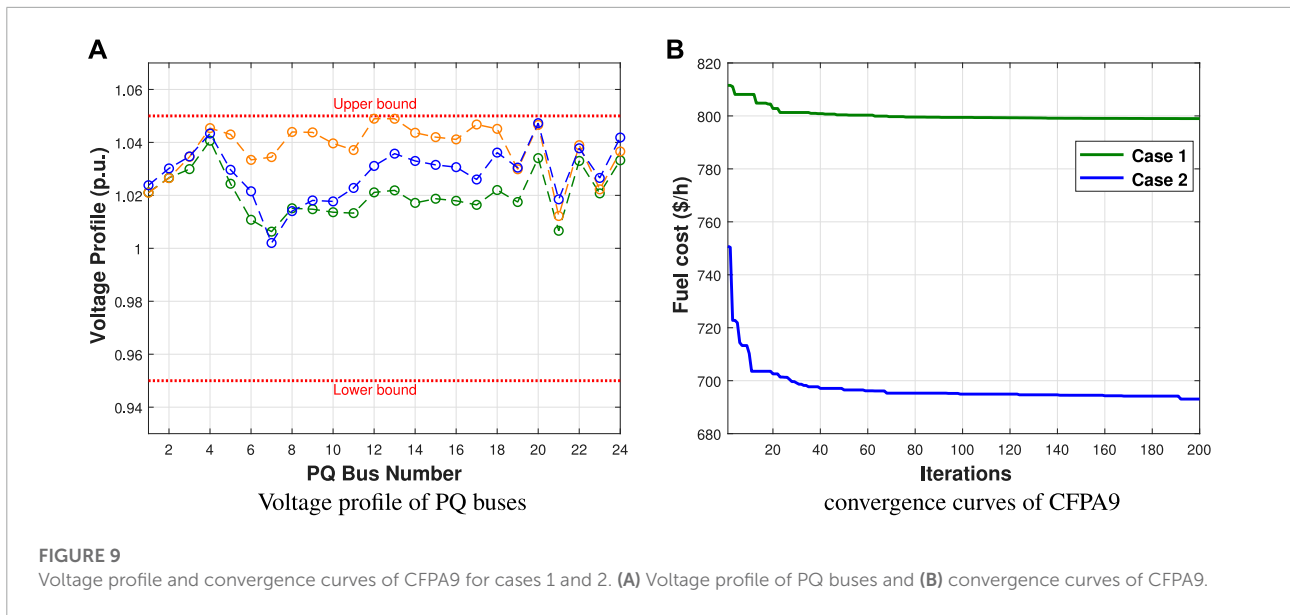 A
Upper bound
Lower bound
1.06
1.04
1.02
1
0.98
0.96
0.94
2 4 6 8 10 12 14 16 18 20 22 24
Voltage Profile (p.u.)
PQ Bus Number
Voltage profile of PQ buses
B
820
800
780
760
740
720
700
680
20 40 60 80 100 120 140 160 180 200
Fuel cost ($/h)
Case 1
Case 2
Iterations
convergence curves of CFPA9
FIGURE 9
Voltage profile and convergence curves of CFPA9 for cases 1 and 2. (A) Voltage profile of PQ buses and (B) convergence curves of CFPA9.